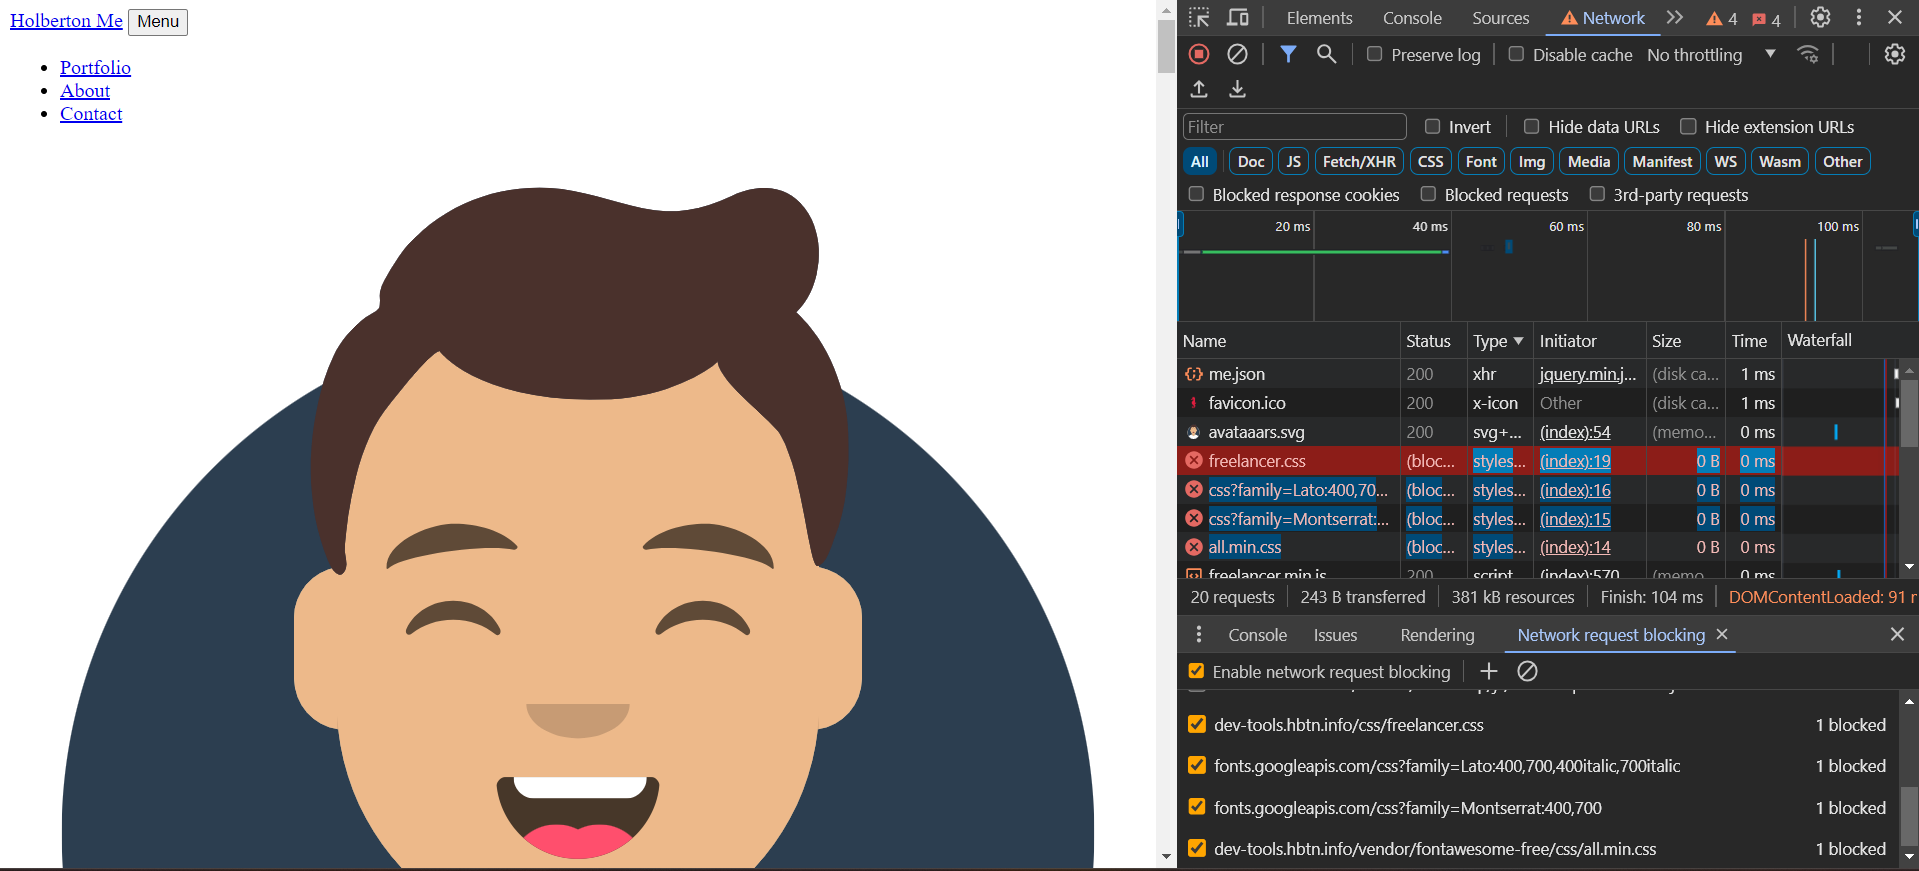 Holberton Me Menu
Portfolio
About
Contact
Elements Console Sources Network 4 4
Preserve log Disable cache No throttling
Filter Invert Hide data URLs Hide extension URLs
All Doc JS Fetch/XHR CSS Font Img Media Manifest WS Wasm Other
Blocked response cookies Blocked requests 3rd-party requests
20 ms 40 ms 60 ms 80 ms 100 ms
Name Status Type Initiator Size Time Waterfall
me.json 200 xhr jquery.min.j... (disk ca... 1 ms
favicon.ico 200 x-icon Other (disk ca... 1 ms
avataaars.svg 200 svg+... (index):54 (memo... 0 ms
freelancer.css (bloc... styles... (index):19 0 B 0 ms
css?family=Lato:400,70... (bloc... styles... (index):16 0 B 0 ms
css?family=Montserrat:... (bloc... styles... (index):15 0 B 0 ms
all.min.css (bloc... styles... (index):14 0 B 0 ms
freelancer.min.js 200 script (index):570 (memo... 0 ms
20 requests 243 B transferred 381 kB resources Finish: 104 ms DOMContentLoaded: 91
Console Issues Rendering Network request blocking
Enable network request blocking
dev-tools.hbtn.info/css/freelancer.css 1 blocked
fonts.googleapis.com/css?family=Lato:400,700,400italic,700italic 1 blocked
fonts.googleapis.com/css?family=Montserrat:400,700 1 blocked
dev-tools.hbtn.info/vendor/fontawesome-free/css/all.min.css 1 blocked